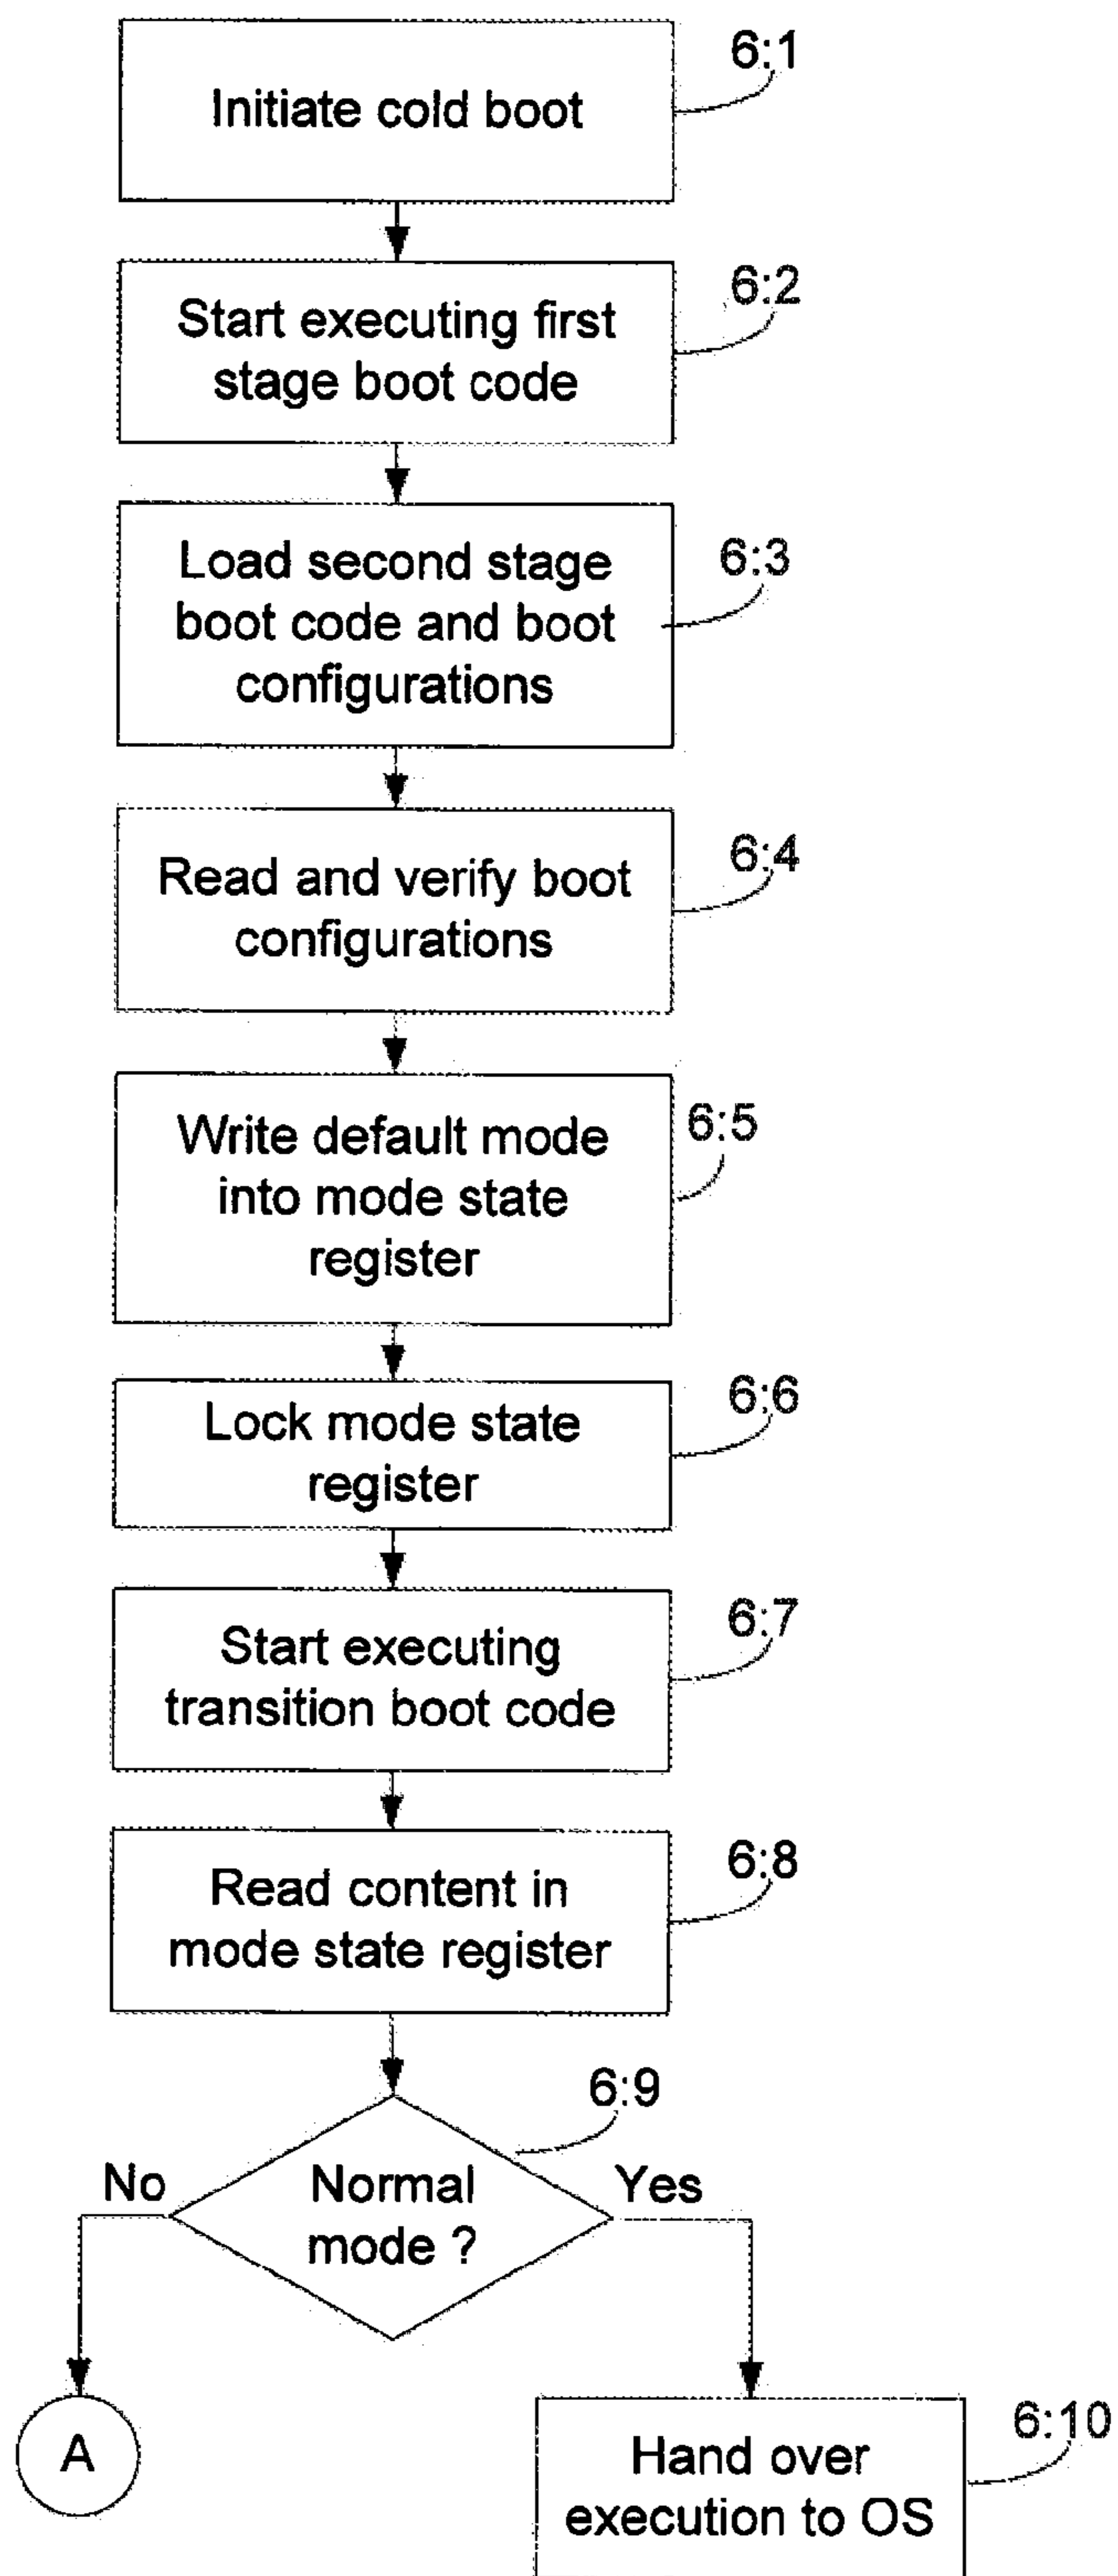 6:1
Initiate cold boot
6:2
Start executing first
stage boot code
6:3
Load second stage
boot code and boot
configurations
6:4
Read and verify boot
configurations
6:5
Write default mode
into mode state
register
6:6
Lock mode state
register
6:7
Start executing
transition boot code
6:8
Read content in
mode state register
6:9
No
Normal
mode ?
Yes
A
6:10
Hand over
execution to OS